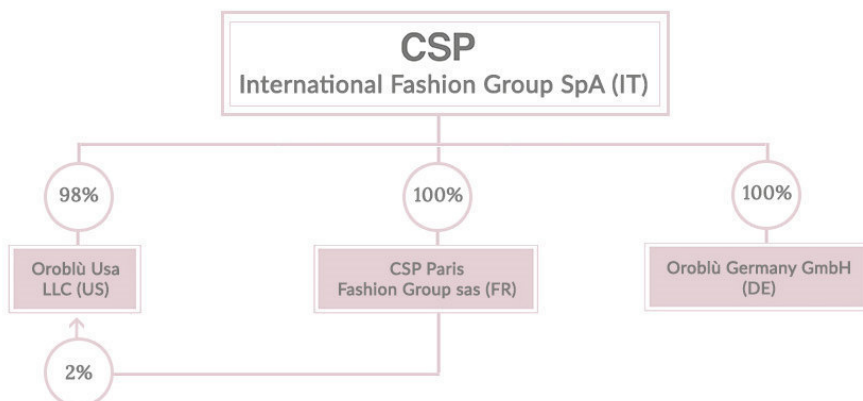 CSP
International Fashion Group SpA (IT)
98%
100%
100%
Oroblù Usa
LLC (US)
CSP Paris
Fashion Group sas (FR)
Oroblù Germany GmbH
(DE)
2%